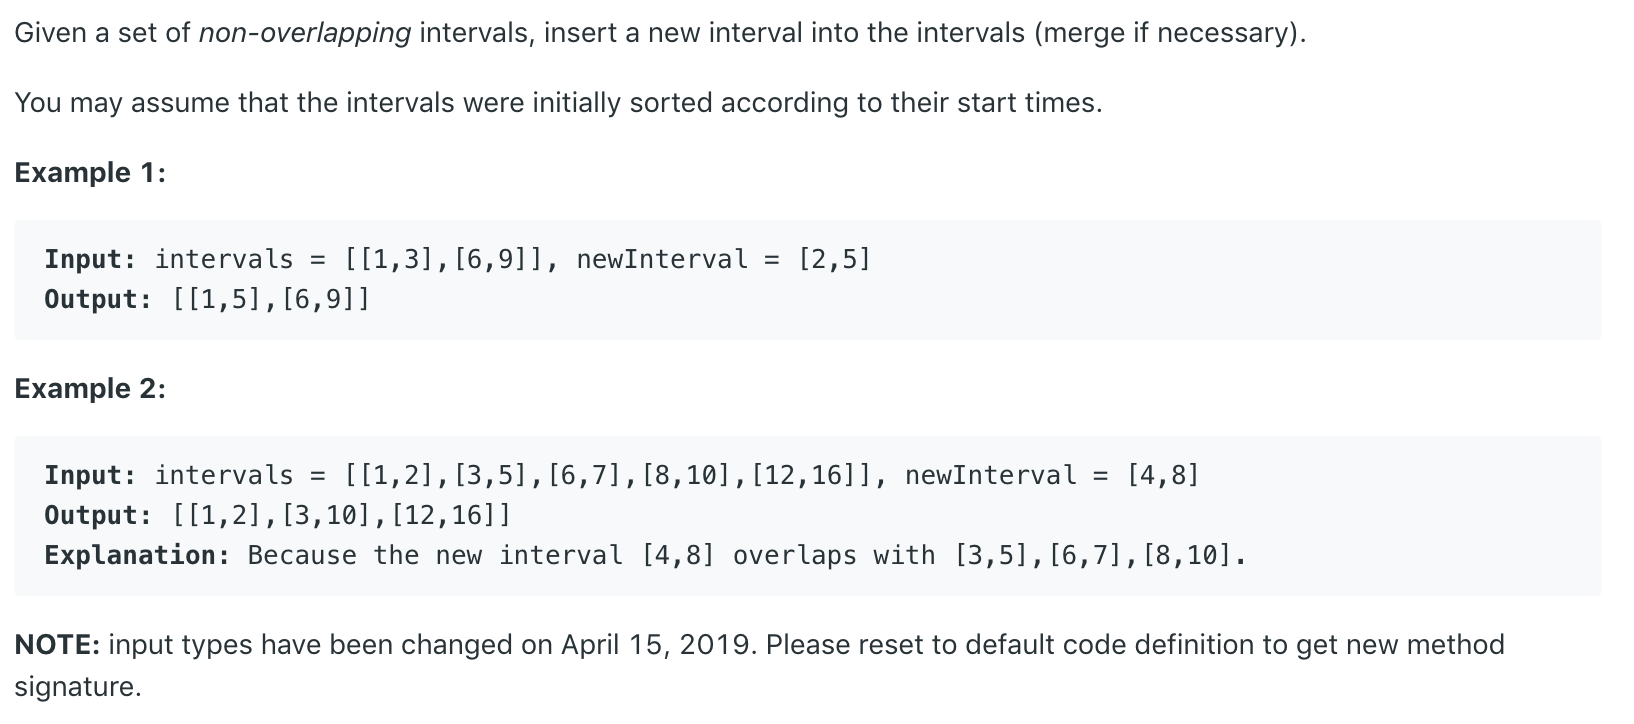 Given a set of non-overlapping intervals, insert a new interval into the intervals (merge if necessary).
You may assume that the intervals were initially sorted according to their start times.
Example 1:
Input: intervals = [[1,3],[6,9]], newInterval = [2,5]
Output: [[1,5],[6,9]]
Example 2:
Input: intervals = [[1,2],[3,5],[6,7],[8,10],[12,16]], newInterval = [4,8]
Output: [[1,2],[3,10],[12,16]]
Explanation: Because the new interval [4,8] overlaps with [3,5],[6,7],[8,10].
NOTE: input types have been changed on April 15, 2019. Please reset to default code definition to get new method
signature.